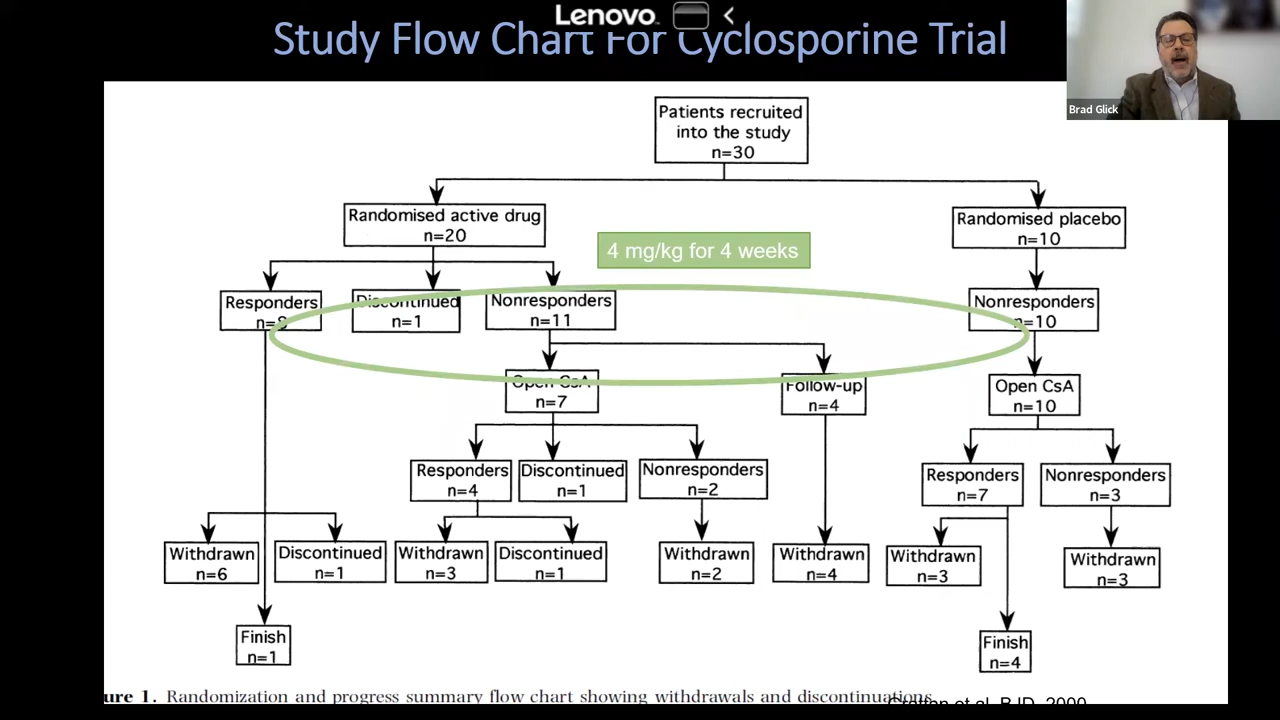 Lenovo
Study Flow Chart For Cyclosporine Trial
Brad Glick
Patients recruited
into the study
n=30
Randomised active drug
n=20
Randomised placebo
n=10
4 mg/kg for 4 weeks
Responders
n=8
Discontinued
n=1
Nonresponders
n=11
Nonresponders
n=10
Open CsA
n=7
Follow-up
n=4
Open CsA
n=10
Responders
n=4
Discontinued
n=1
Nonresponders
n=2
Responders
n=7
Nonresponders
n=3
Withdrawn
n=6
Discontinued
n=1
Withdrawn
n=3
Discontinued
n=1
Withdrawn
n=2
Withdrawn
n=4
Withdrawn
n=3
Withdrawn
n=3
Finish
n=1
Finish
n=4
ure 1. Randomization and progress summary flow chart showing withdrawals and discontinuations.
et al. BJD. 2000